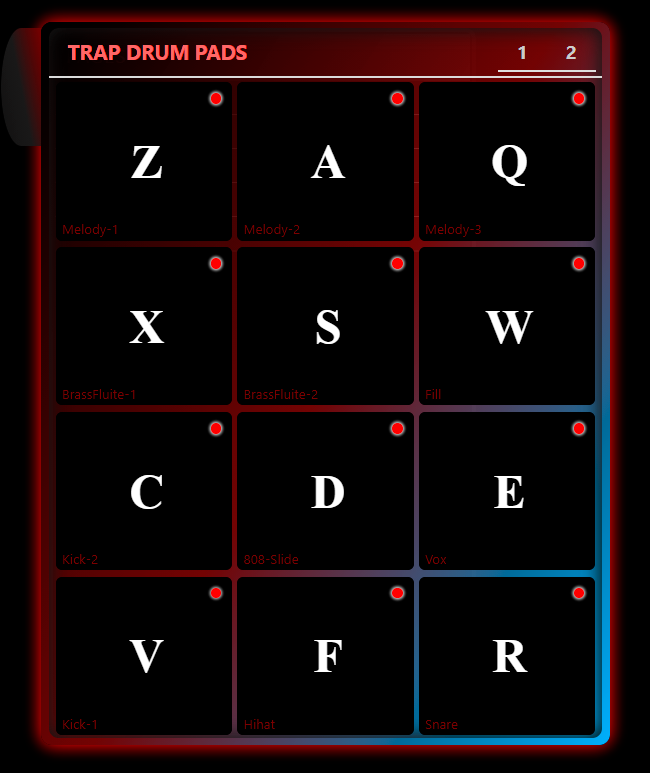 TRAP DRUM PADS
1 2
Z A Q
Melody-1 Melody-2 Melody-3
X S W
BrassFluite-1 BrassFlurte-2 Fill
C D E
Kick-2 808-Slide Vox
V F R
Kick-1 Hihat Snare